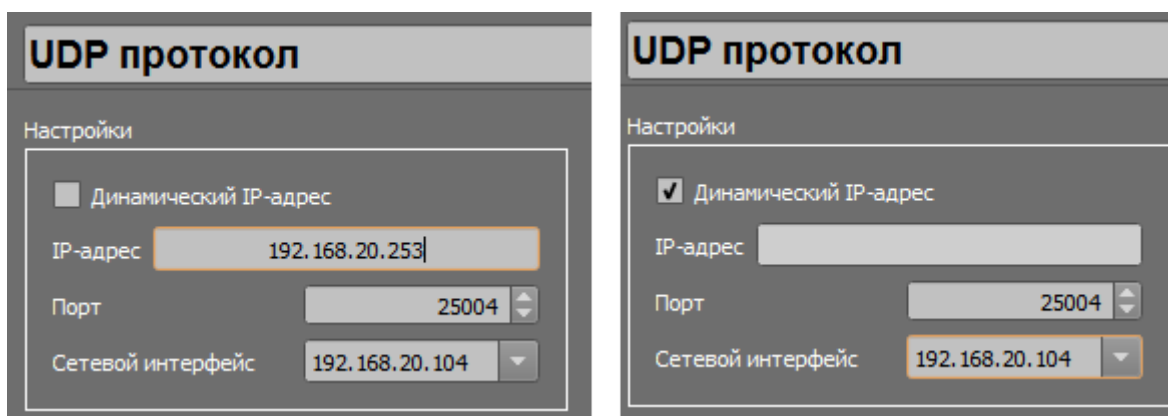 UDP протокол
Настройки
Динамический IP-адрес
IP-адрес 192.168.20.253
Порт 25004
Сетевой интерфейс 192.168.20.104
UDP протокол
Настройки
Динамический IP-адрес
IP-адрес
Порт 25004
Сетевой интерфейс 192.168.20.104